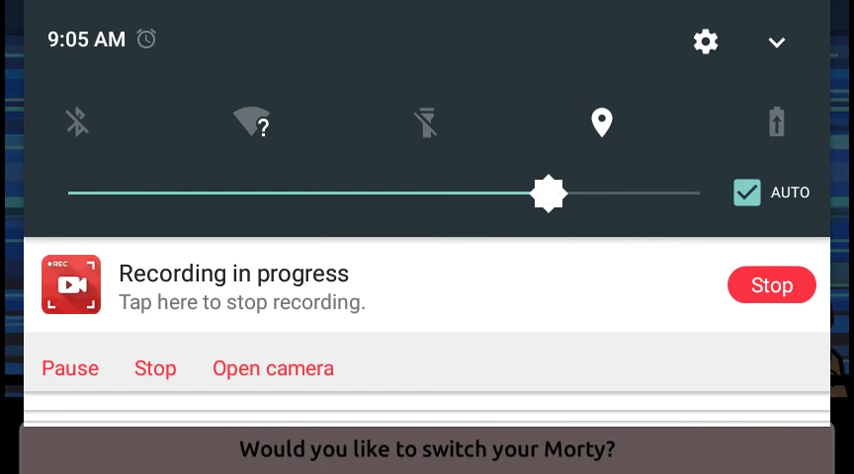 9:05 AM
?
AUTO
REC
Recording in progress
Tap here to stop recording.
Stop
Pause Stop Open camera
Would you like to switch your Morty?